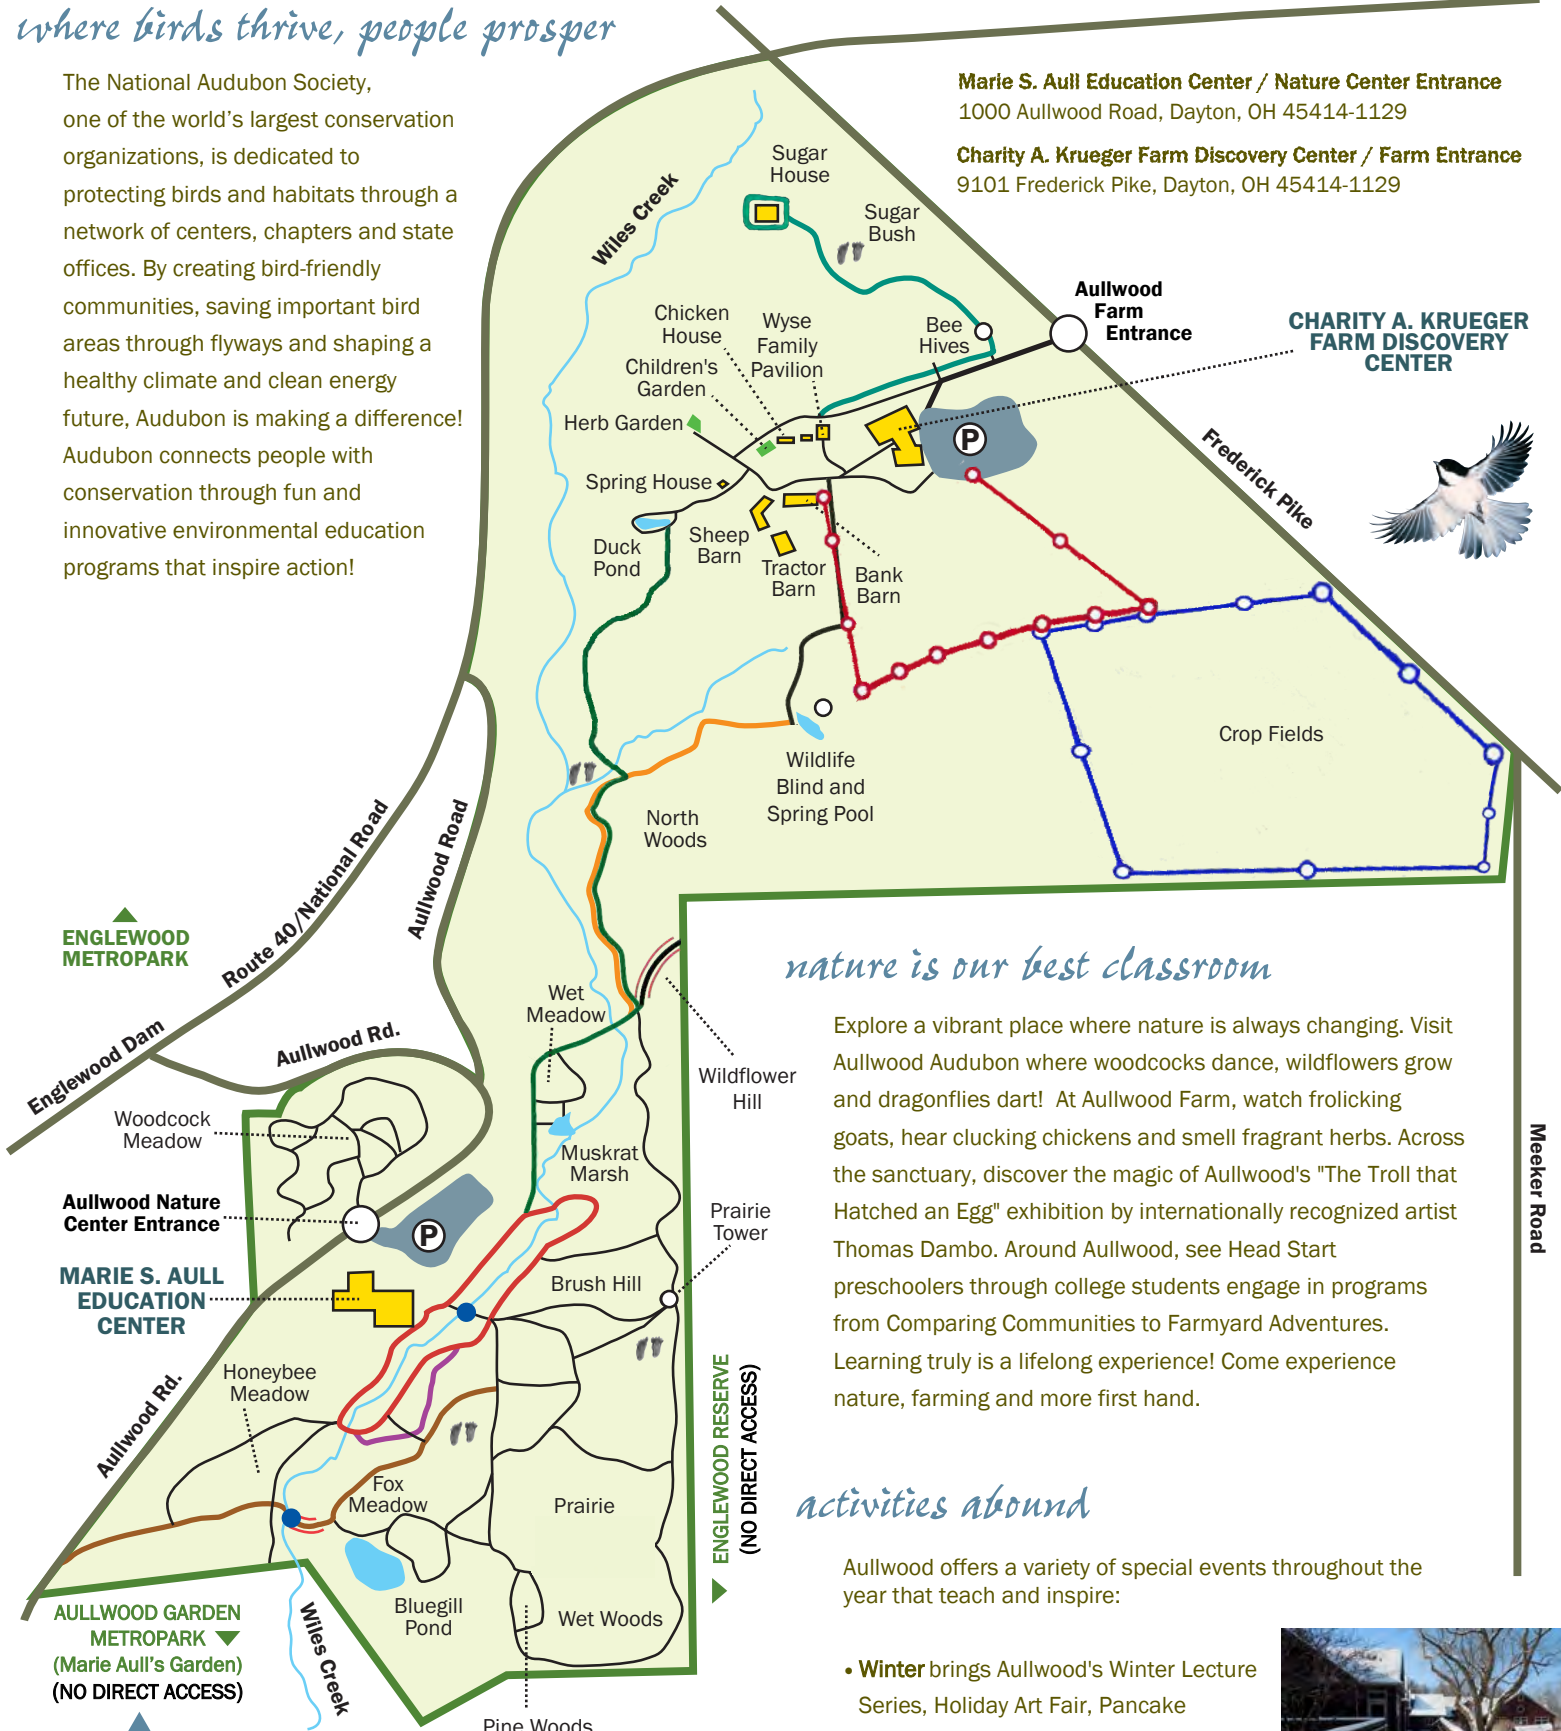 where birds thrive, people prosper
The National Audubon Society,
one of the world's largest conservation
organizations, is dedicated to
protecting birds and habitats through a
network of centers, chapters and state
offices. By creating bird-friendly
communities, saving important bird
areas through flyways and shaping a
healthy climate and clean energy
future, Audubon is making a difference!
Audubon connects people with
conservation through fun and
innovative environmental education
programs that inspire action!
Marie S. Aull Education Center / Nature Center Entrance
1000 Aullwood Road, Dayton, OH 45414-1129
Charity A. Krueger Farm Discovery Center / Farm Entrance
9101 Frederick Pike, Dayton, OH 45414-1129
Sugar
House
Sugar
Bush
Wiles Creek
Aullwood
Farm
Entrance
CHARITY A. KRUEGER
FARM DISCOVERY
CENTER
Chicken
House
Wyse
Family
Pavilion
Bee
Hives
Children's
Garden
Herb Garden
P
Frederick Pike
Spring House
Duck
Pond
Sheep
Barn
Tractor
Barn
Bank
Barn
Crop Fields
Wildlife
Blind and
Spring Pool
North
Woods
Route 40/National Road
Aullwood Road
ENGLEWOOD
METROPARK
Englewood Dam
Aullwood Rd.
Wet
Meadow
Wildflower
Hill
Woodcock
Meadow
Muskrat
Marsh
Aullwood Nature
Center Entrance
P
Prairie
Tower
MARIE S. AULL
EDUCATION
CENTER
Brush Hill
Honeybee
Meadow
Aullwood Rd.
Fox
Meadow
Prairie
ENGLEWOOD RESERVE
(NO DIRECT ACCESS)
Meeker Road
Bluegill
Pond
Wet Woods
AULLWOOD GARDEN
METROPARK
(Marie Aull's Garden)
(NO DIRECT ACCESS)
Wiles Creek
Pine Woods
nature is our best classroom
Explore a vibrant place where nature is always changing. Visit
Aullwood Audubon where woodcocks dance, wildflowers grow
and dragonflies dart! At Aullwood Farm, watch frolicking
goats, hear clucking chickens and smell fragrant herbs. Across
the sanctuary, discover the magic of Aullwood's "The Troll that
Hatched an Egg" exhibition by internationally recognized artist
Thomas Dambo. Around Aullwood, see Head Start
preschoolers through college students engage in programs
from Comparing Communities to Farmyard Adventures.
Learning truly is a lifelong experience! Come experience
nature, farming and more first hand.
activities abound
Aullwood offers a variety of special events throughout the
year that teach and inspire:
• Winter brings Aullwood's Winter Lecture
Series, Holiday Art Fair, Pancake